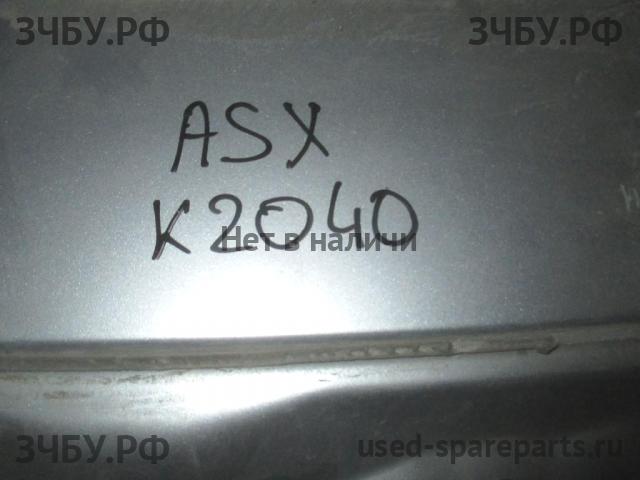 ЗЧБУ.РФ ЗЧБУ.РФ
ASX
K2040
Нет в наличи
ЗЧБУ.РФ used-spareparts.ru